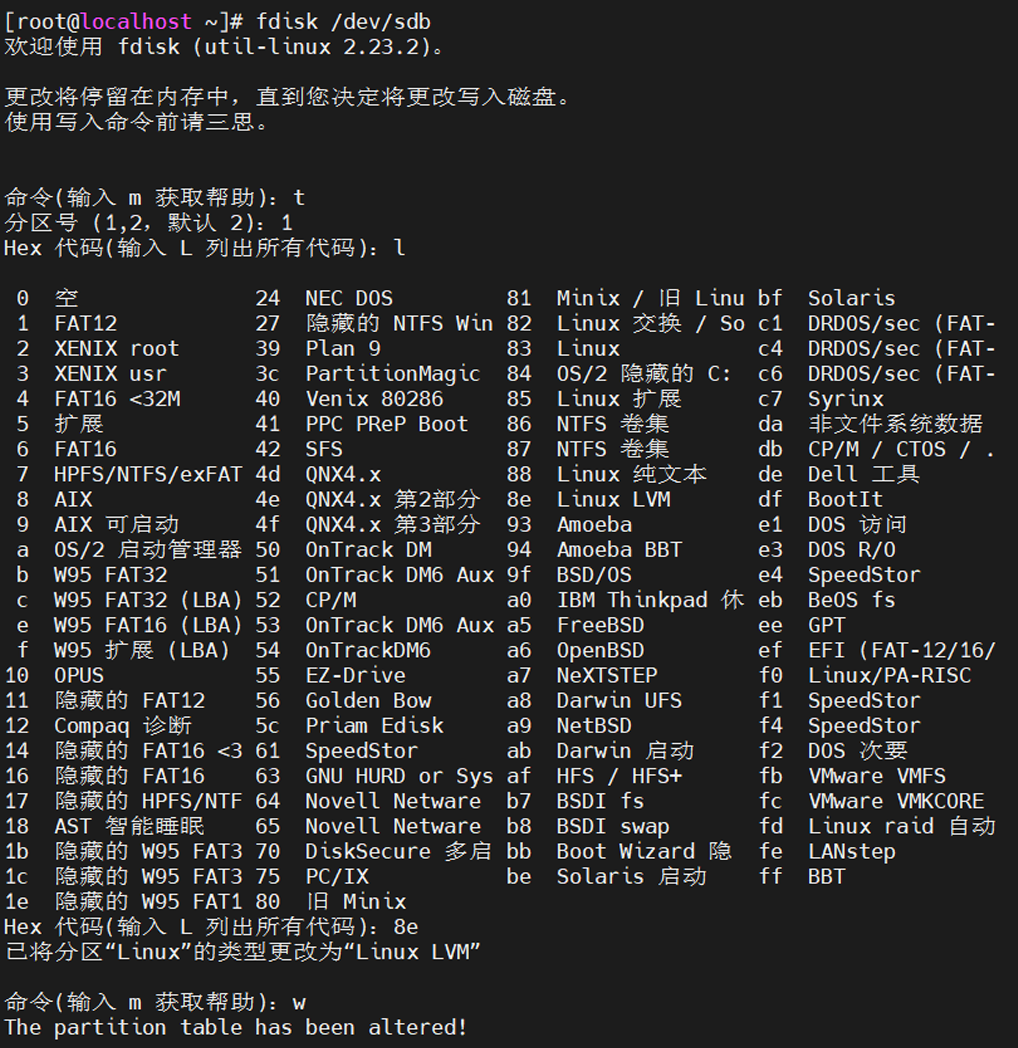 [root@localhost ~]# fdisk /dev/sdb
欢迎使用 fdisk (util-linux 2.23.2)。
更改将停留在内存中，直到您决定将更改写入磁盘。
使用写入命令前请三思。
命令(输入 m 获取帮助)：t
分区号 (1,2，默认 2)：1
Hex 代码(输入 L 列出所有代码)：l
0 空 24 NEC DOS 81 Minix / 旧 Linu bf Solaris
1 FAT12 27 隐藏的 NTFS Win 82 Linux 交换 / So c1 DRDOS/sec (FAT-
2 XENIX root 39 Plan 9 83 Linux c4 DRDOS/sec (FAT-
3 XENIX usr 3c PartitionMagic 84 OS/2 隐藏的 C: c6 DRDOS/sec (FAT-
4 FAT16 <32M 40 Venix 80286 85 Linux 扩展 c7 Syrinx
5 扩展 41 PPC PReP Boot 86 NTFS 卷集 da 非文件系统数据
6 FAT16 42 SFS 87 NTFS 卷集 db CP/M / CTOS / .
7 HPFS/NTFS/exFAT 4d QNX4.x 88 Linux 纯文本 de Dell 工具
8 AIX 4e QNX4.x 第2部分 8e Linux LVM df BootIt
9 AIX 可启动 4f QNX4.x 第3部分 93 Amoeba e1 DOS 访问
a OS/2 启动管理器 50 OnTrack DM 94 Amoeba BBT e3 DOS R/O
b W95 FAT32 51 OnTrack DM6 Aux 9f BSD/OS e4 SpeedStor
c W95 FAT32 (LBA) 52 CP/M a0 IBM Thinkpad 休 eb BeOS fs
e W95 FAT16 (LBA) 53 OnTrack DM6 Aux a5 FreeBSD ee GPT
f W95 扩展 (LBA) 54 OnTrackDM6 a6 OpenBSD ef EFI (FAT-12/16/
10 OPUS 55 EZ-Drive a7 NeXTSTEP f0 Linux/PA-RISC
11 隐藏的 FAT12 56 Golden Bow a8 Darwin UFS f1 SpeedStor
12 Compaq 诊断 5c Priam Edisk a9 NetBSD f4 SpeedStor
14 隐藏的 FAT16 <3 61 SpeedStor ab Darwin 启动 f2 DOS 次要
16 隐藏的 FAT16 63 GNU HURD or Sys af HFS / HFS+ fb VMware VMFS
17 隐藏的 HPFS/NTF 64 Novell Netware b7 BSDI fs fc VMware VMKCORE
18 AST 智能睡眠 65 Novell Netware b8 BSDI swap fd Linux raid 自动
1b 隐藏的 W95 FAT3 70 DiskSecure 多启 bb Boot Wizard 隐 fe LANstep
1c 隐藏的 W95 FAT3 75 PC/IX be Solaris 启动 ff BBT
1e 隐藏的 W95 FAT1 80 旧 Minix
Hex 代码(输入 L 列出所有代码)：8e
已将分区“Linux”的类型更改为“Linux LVM”
命令(输入 m 获取帮助)：w
The partition table has been altered!